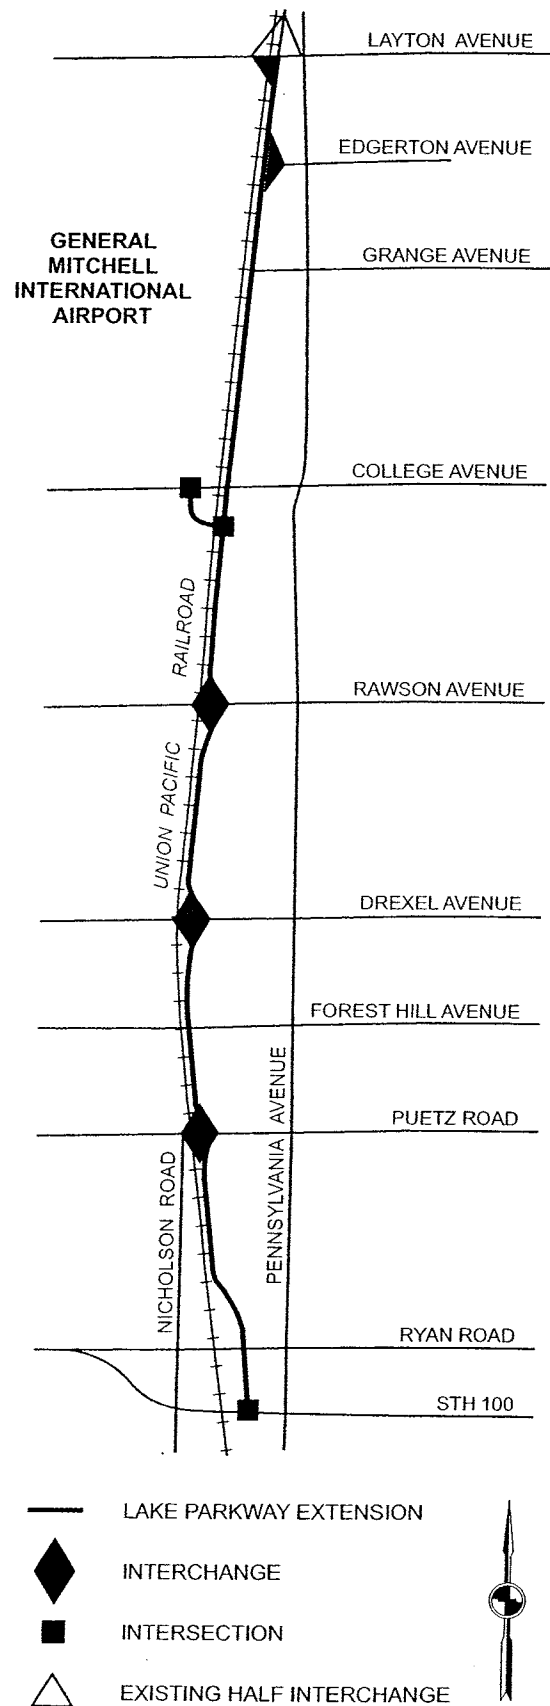 LAYTON AVENUE
EDGERTON AVENUE
GENERAL
MITCHELL
INTERNATIONAL
AIRPORT
GRANGE AVENUE
COLLEGE AVENUE
RAILROAD
RAWSON AVENUE
UNION PACIFIC
DREXEL AVENUE
FOREST HILL AVENUE
PENNSYLVANIA AVENUE
PUETZ ROAD
NICHOLSON ROAD
RYAN ROAD
STH 100
LAKE PARKWAY EXTENSION
INTERCHANGE
INTERSECTION
EXISTING HALF INTERCHANGE